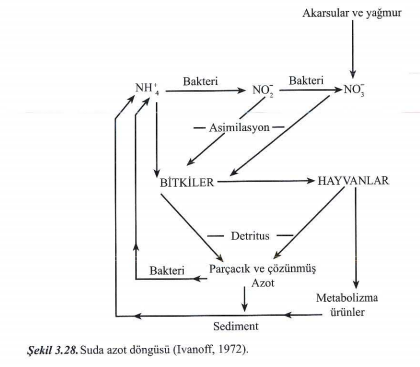 Akarsular ve yağmur
NH₄⁺ Bakteri NO₂⁻ Bakteri NO₃⁻
Asimilasyon
BİTKİLER HAYVANLAR
Detritus
Bakteri Parçacık ve çözünmüş
Azot
Metabolizma
ürünler
Sediment
Şekil 3.28. Suda azot döngüsü (Ivanoff, 1972).